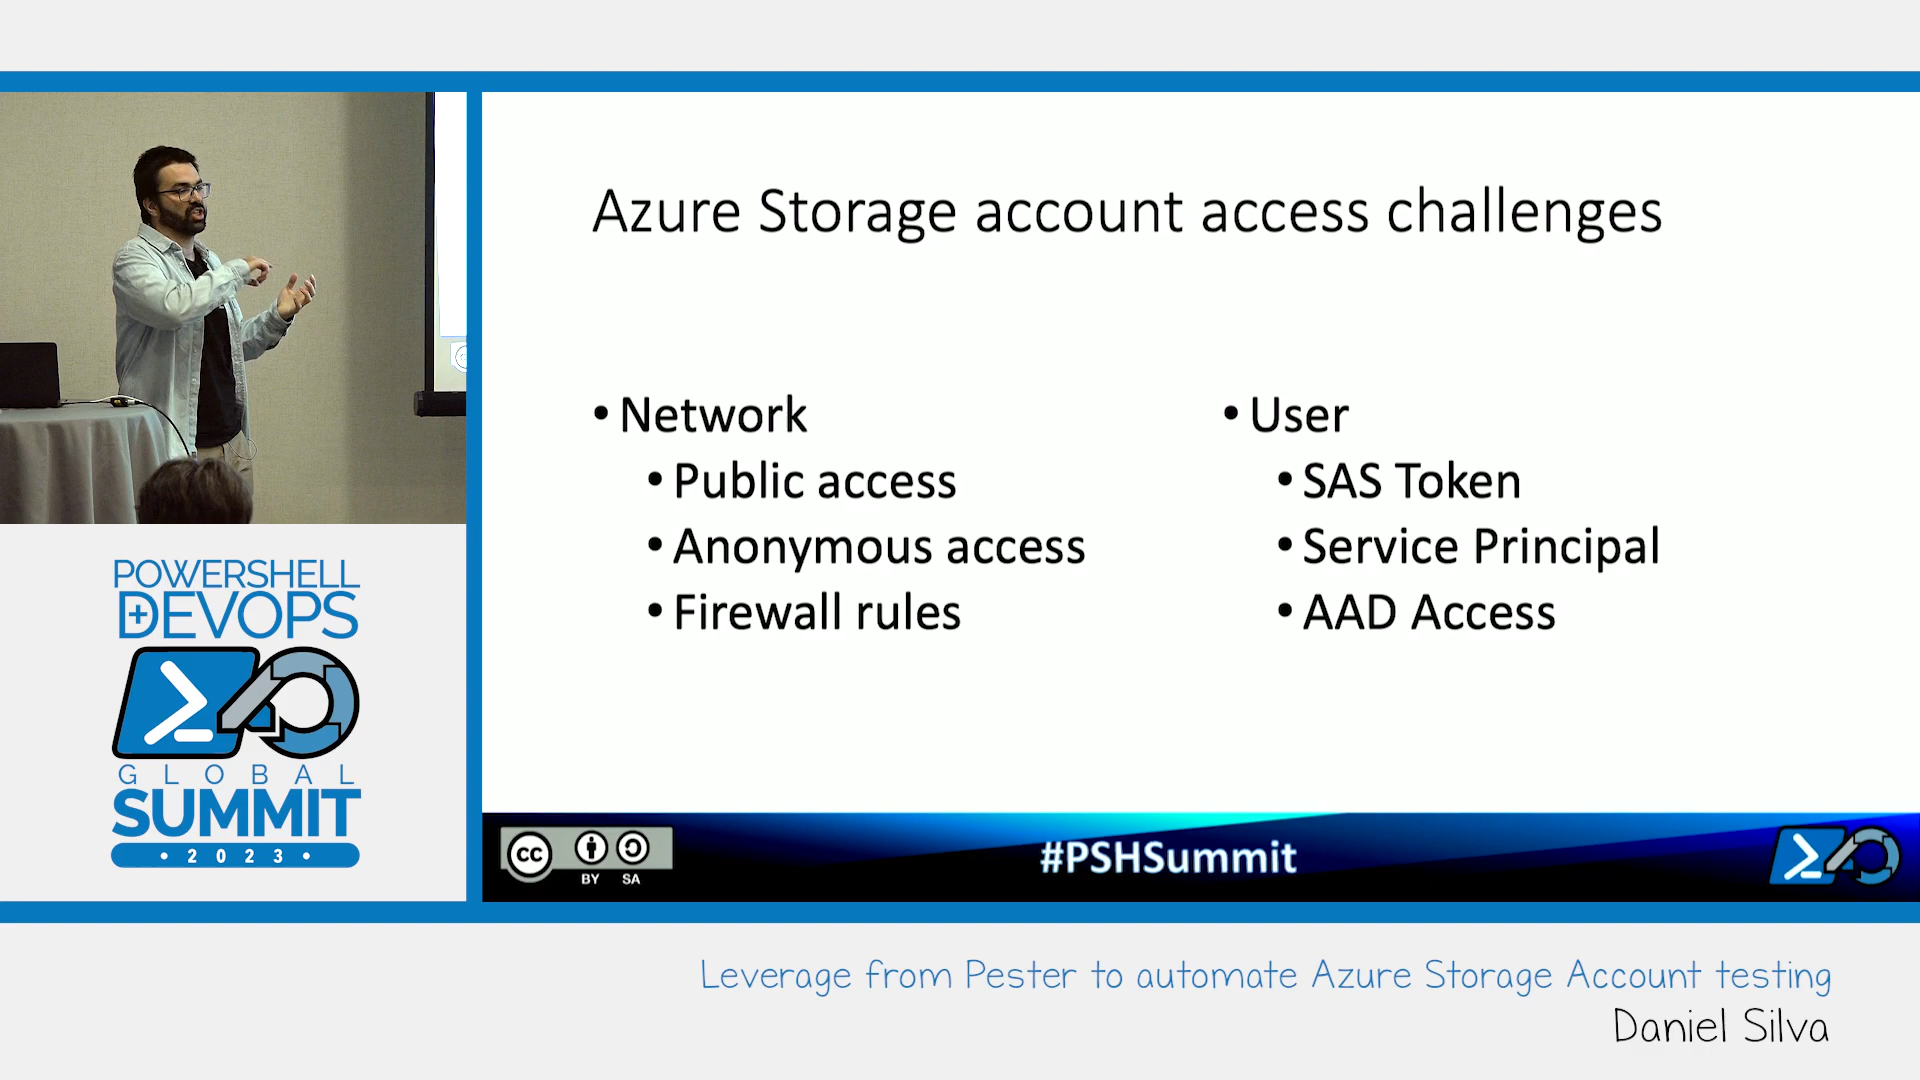 Azure Storage account access challenges
• Network
• Public access
• Anonymous access
• Firewall rules
• User
• SAS Token
• Service Principal
• AAD Access
POWERSHELL
+DEVOPS
GLOBAL
SUMMIT
• 2023 •
cc
BY SA
#PSHSummit
Leverage from Pester to automate Azure Storage Account testing
Daniel Silva